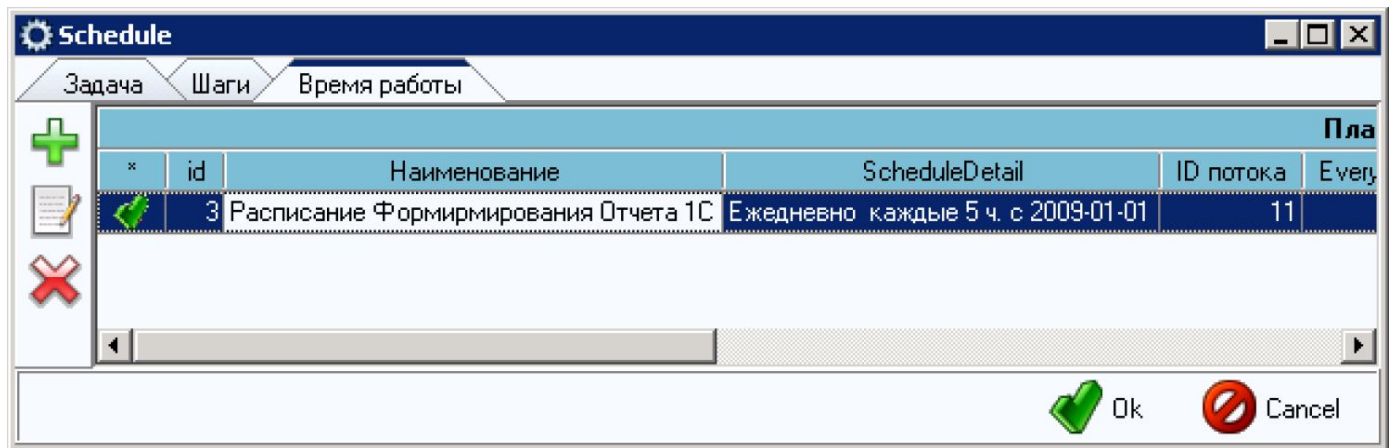 Schedule
Задача Шаги Время работы
Пла
* id Наименование ScheduleDetail ID потока Every
3 Расписание Формирмирования Отчета 1С Ежедневно каждые 5 ч. с 2009-01-01 11
Ok Cancel